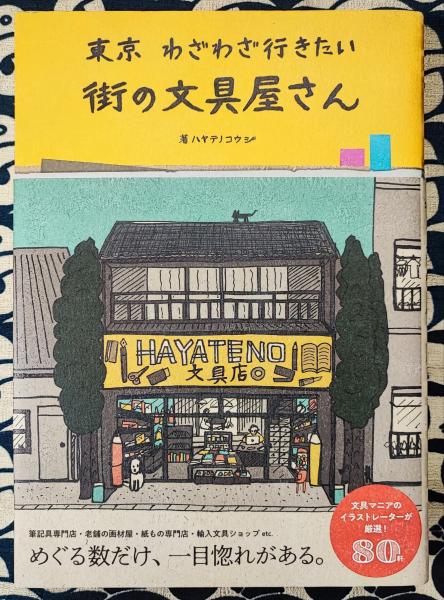 東京 わざわざ行きたい
街の文具屋さん
著 ハヤテノコウジ
HAYATENO
文具店
筆記具専門店・老舗の画材屋・紙もの専門店・輸入文具ショップ etc.
めぐる数だけ、一目惚れがある。
文具マニアの
イラストレーターが
厳選!
80軒